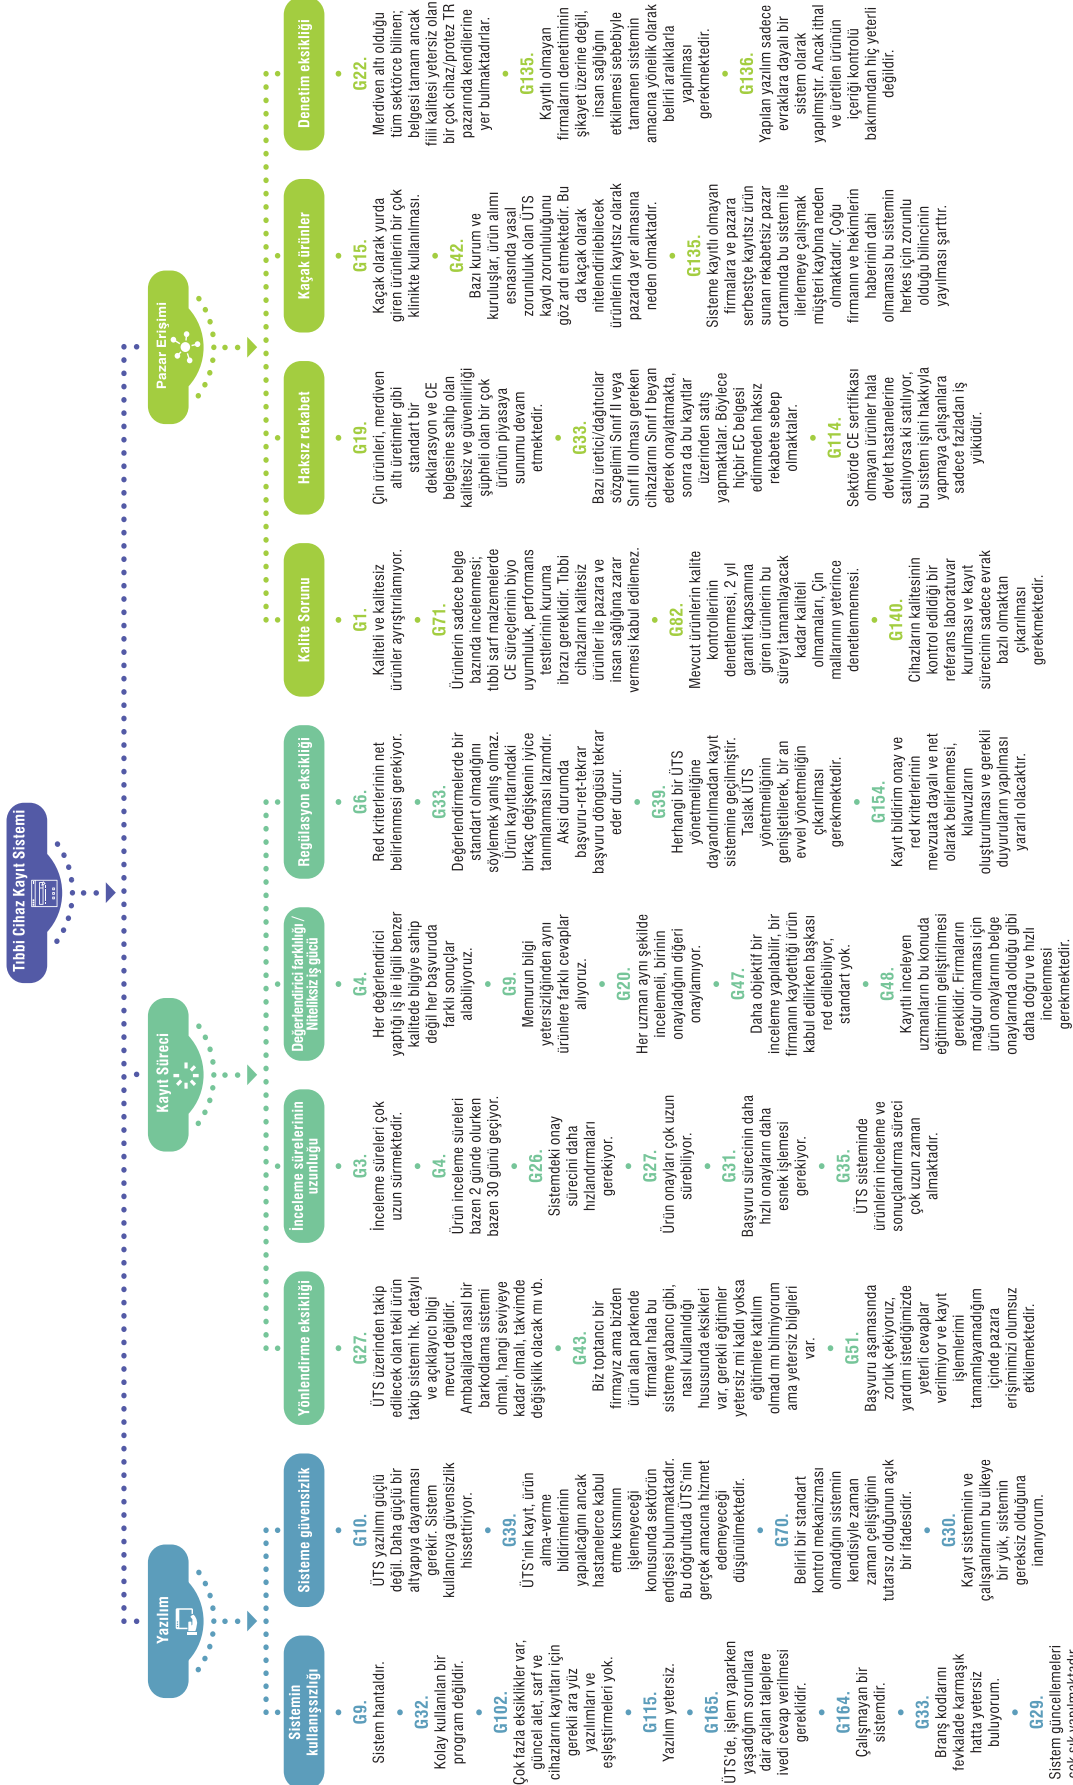 Tıbbi Cihaz Kayıt Sistemi
Yazılım
Kayıt Süreci
Pazar Erişimi
Sistemin
kullanışsızlığı
G9.
Sistem hantaldır.
G32.
Kolay kullanılan bir
program değildir.
G102.
Çok fazla eksiklikler var,
güncel alet, sarf ve
cihazların kayıtları için
gerekli ara yüz
yazılımları ve
eşleştirmeleri yok.
G115.
Yazılım yetersiz.
G165.
ÜTS'de, işlem yaparken
yaşadığım sorunlara
dair açılan taleplere
ivedi cevap verilmesi
gereklidir.
G164.
Çalışmayan bir
sistemdir.
G33.
Branş kodlarını
fevkalade karmaşık
hatta yetersiz
buluyorum.
G29.
Sistem güncellemeleri
Sisteme güvensizlik
G10.
ÜTS yazılımı güçlü
değil. Daha güçlü bir
altyapıya dayanması
gerekir. Sistem
kullanıcıya güvensizlik
hissettiriyor.
G39.
ÜTS'nin kayıt, ürün
alma-verme
bildirimlerinin
yapalcağını ancak
hastanelerce kabul
etme kısmının
işlemeyeceği
konusunda sektörün
endişesi bulunmaktadır.
Bu doğrultuda ÜTS'nin
gerçek amacına hizmet
edemeyeceği
düşünülmektedir.
G70.
Belirli bir standart
kontrol mekanizması
olmadığını sistemin
kendisiyle zaman
zaman çeliştiğinin
tutarsız olduğunun açık
bir ifadesidir.
G30.
Kayıt sisteminin ve
çalışanlarının bu ülkeye
bir yük, sistemin
gereksiz olduğuna
inanıyorum.
Yönlendirme eksikliği
G27.
ÜTS üzerinden takip
edilecek olan tekil ürün
takip sistemi hk. detaylı
ve açıklayıcı bilgi
mevcut değildir.
Ambalajlarda nasıl bir
barkodlama sistemi
olmalı, hangi seviyeye
kadar olmalı, takvimde
değişiklik olacak mı vb.
G43.
Biz toptancı bir
firmayız ama bizden
ürün alan parkende
firmaları hala bu
sisteme yabancı gibi,
nasıl kullanıldığı
hususunda eksikleri
var, gerekli eğitimler
yetersiz mi kaldı yoksa
eğitimlere katılım
olmadı mı bilmiyorum
ama yetersiz bilgileri
var.
G51.
Başvuru aşamasında
zorluk çekiyoruz,
yardım istediğimizde
yeterli cevaplar
verilmiyor ve kayıt
işlemlerimi
tamamlayamadığım
içinde pazara
erişimimizi olumsuz
etkilemektedir.
İnceleme sürelerinin
uzunluğu
G3.
İnceleme süreleri çok
uzun sürmektedir.
G4.
Ürün inceleme süreleri
bazen 2 günde olurken
bazen 30 günü geçiyor.
G26.
Sistemdeki onay
sürecini daha
hızlandırmaları
gerekiyor.
G27.
Ürün onayları çok uzun
sürebiliyor.
G31.
Başvuru sürecinin daha
hızlı onayların daha
esnek işlemesi
gerekiyor.
G35.
ÜTS sisteminde
ürünlerin inceleme ve
sonuçlandırma süreci
çok uzun zaman
almaktadır.
Değerlendirici farklılığı /
Niteliksiz iş gücü
G4.
Her değerlendirici
yaptığı iş ile ilgili benzer
kalitede bilgiye sahip
değil her başvuruda
farklı sonuçlar
alabiliyoruz.
G9.
Memurun bilgi
yetersizliğinden aynı
ürünlere farklı cevaplar
alıyoruz.
G20.
Her uzman aynı şekilde
incelemeli, birinin
onayladığını diğeri
onaylamıyor.
G47.
Daha objektif bir
inceleme yapılabilir, bir
firmanın kaydettiği ürün
kabul edilirken başkası
red edilebiliyor,
standart yok.
G48.
Kayıtlı inceleyen
uzmanların bu konuda
eğitiminin geliştirilmesi
gereklidir. Firmaların
mağdur olmaması için
ürün onaylarının belge
onaylarında olduğu gibi
daha doğru ve hızlı
incelenmesi
gerekmektedir.
Regülasyon eksikliği
G6.
Red kriterlerinin net
belirlenmesi gerekiyor.
G33.
Değerlendirmelerde bir
standart olmadığını
söylemek yanlış olmaz.
Ürün kayıtlarındaki
birkaç değişkenin iyice
tanımlanması lazımdır.
Aksi durumda
başvuru-ret-tekrar
başvuru döngüsü tekrar
eder durur.
G39.
Herhangi bir ÜTS
yönetmeliğine
dayandırılmadan kayıt
sistemine geçilmiştir.
Taslak ÜTS
yönetmeliğinin
genişletilerek, bir an
evvel yönetmeliğin
çıkarılması
gerekmektedir.
G154.
Kayıt bildirim onay ve
red kriterlerinin
mevzuata dayalı ve net
olarak belirlenmesi,
kılavuzların
oluşturulması ve gerekli
duyuruların yapılması
yararlı olacaktır.
Kalite Sorunu
G1.
Kaliteli ve kalitesiz
ürünler ayrıştırılamıyor.
G71.
Ürünlerin sadece belge
bazında incelenmesi;
tıbbi sarf malzemelerde
CE süreçlerinin biyo
uyumluluk, performans
testlerinin kuruma
ibrazı gereklidir. Tıbbi
cihazların kalitesiz
ürünler ile pazara ve
insan sağlığına zarar
vermesi kabul edilemez.
G82.
Mevcut ürünlerin kalite
kontrollerinin
denetlenmesi, 2 yıl
garanti kapsamına
giren ürünlerin bu
süreyi tamamlayacak
kadar kaliteli
olmamaları, Çin
mallarının yeterince
denetlenmemesi.
G140.
Cihazların kalitesinin
kontrol edildiği bir
referans laboratuvar
kurulması ve kayıt
sürecinin sadece evrak
bazlı olmaktan
çıkarılması
gerekmektedir.
Haksız rekabet
G19.
Çin ürünleri, merdiven
altı üretimler gibi
standart bir
deklarasyon ve CE
belgesine sahip olan
kalitesiz ve güvenilirliği
şüpheli olan bir çok
ürünün piyasaya
sunumu devam
etmektedir.
G33.
Bazı üretici/dağıtıcılar
sözgelimi Sınıf II veya
Sınıf III olması gereken
cihazlarını Sınıf I beyan
ederek onaylatmakta,
sonra da bu kayıtlar
üzerinden satış
yapmaktalar. Böylece
hiçbir EC belgesi
edinmeden haksız
rekabete sebep
olmaktalar.
G114.
Sektörde CE sertifikası
olmayan ürünler hala
devlet hastanelerine
satılıyorsa ki satılıyor,
bu sistem işini hakkıyla
yapmaya çalışanlara
sadece fazladan iş
yüküdür.
Kaçak ürünler
G15.
Kaçak olarak yurda
giren ürünlerin bir çok
klinikte kullanılması.
G42.
Bazı kurum ve
kuruluşlar, ürün alımı
esnasında yasal
zorunluluk olan ÜTS
kaydı zorunluluğunu
göz ardı etmektedir. Bu
da kaçak olarak
nitelendirilebilecek
ürünlerin kayıtsız olarak
pazarda yer almasına
neden olmaktadır.
G135.
Sisteme kayıtlı olmayan
firmalara ve pazara
serbestçe kayıtsız ürün
sunan rekabetsiz pazar
ortamında bu sistem ile
ilerlemeye çalışmak
müşteri kaybına neden
olmaktadır. Çoğu
firmanın ve hekimlerin
haberinin dahi
olmaması bu sistemin
herkes için zorunlu
olduğu bilincinin
yayılması şarttır.
Denetim eksikliği
G22.
Merdiven altı olduğu
tüm sektörce bilinen;
belgesi tamam ancak
fiili kalitesi yetersiz olan
bir çok cihaz/protez TR
pazarında kendilerine
yer bulmaktadırlar.
G135.
Kayıtlı olmayan
firmaların denetiminin
şikayet üzerine değil,
insan sağlığını
etkilemesi sebebiyle
tamamen sistemin
amacına yönelik olarak
belirli aralıklarla
yapılması
gerekmektedir.
G136.
Yapılan yazılım sadece
evraklara dayalı bir
sistem olarak
yapılmıştır. Ancak ithal
ve üretilen ürünün
içeriği kontrolü
bakımından hiç yeterli
değildir.